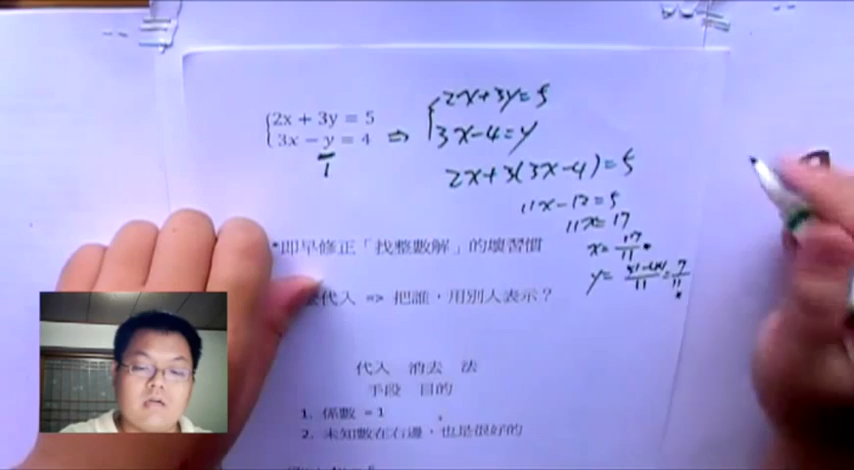 2x + 3y = 5
3x − y = 4 ⇒
1
2x+3y=5
3x-4=y
2x+3(3x-4)=5
11x-12=5
11x=17
x=17/11
y= =7/11
•即早修正「找整數解」的壞習慣
代入 => 把誰，用別人表示？
代入 消去 法
手段 目的
1. 係數 =1
2. 未知數在右邊，也是很好的